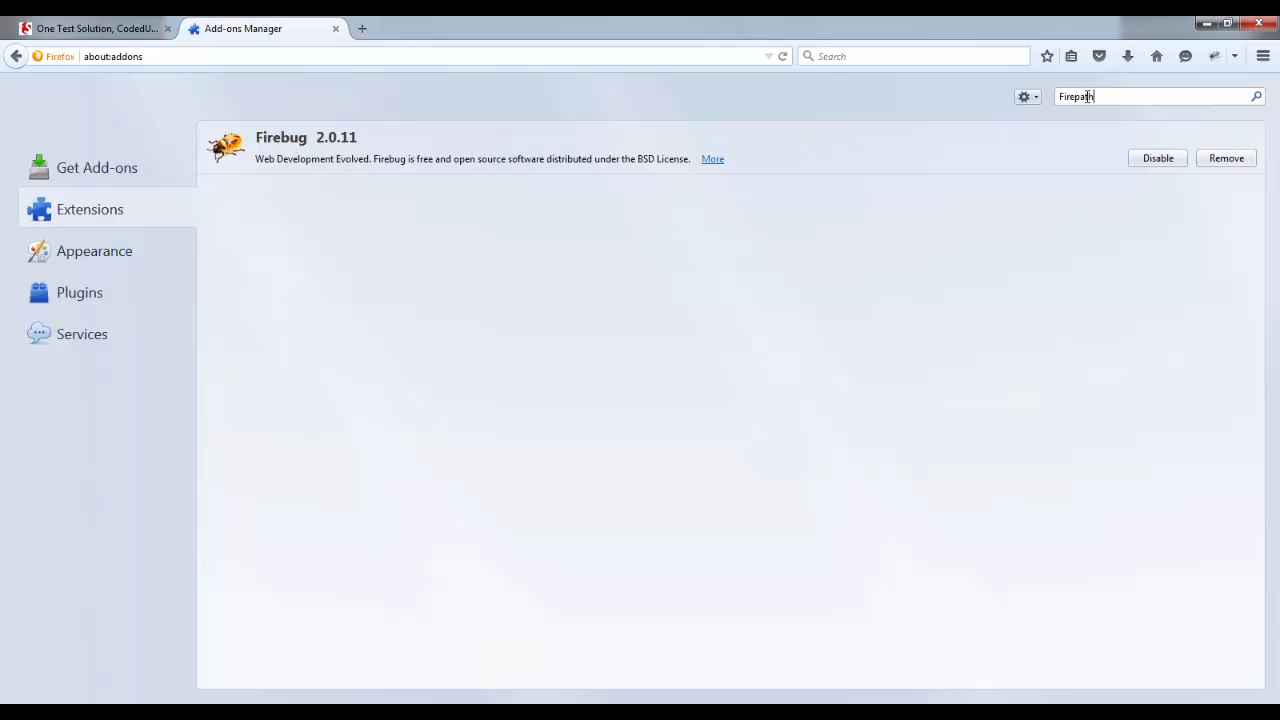 One Test Solution, CodedU...
Add-ons Manager
Firefox
about:addons
Search
Firepath
Firebug 2.0.11
Web Development Evolved. Firebug is free and open source software distributed under the BSD License. More
Disable
Remove
Get Add-ons
Extensions
Appearance
Plugins
Services